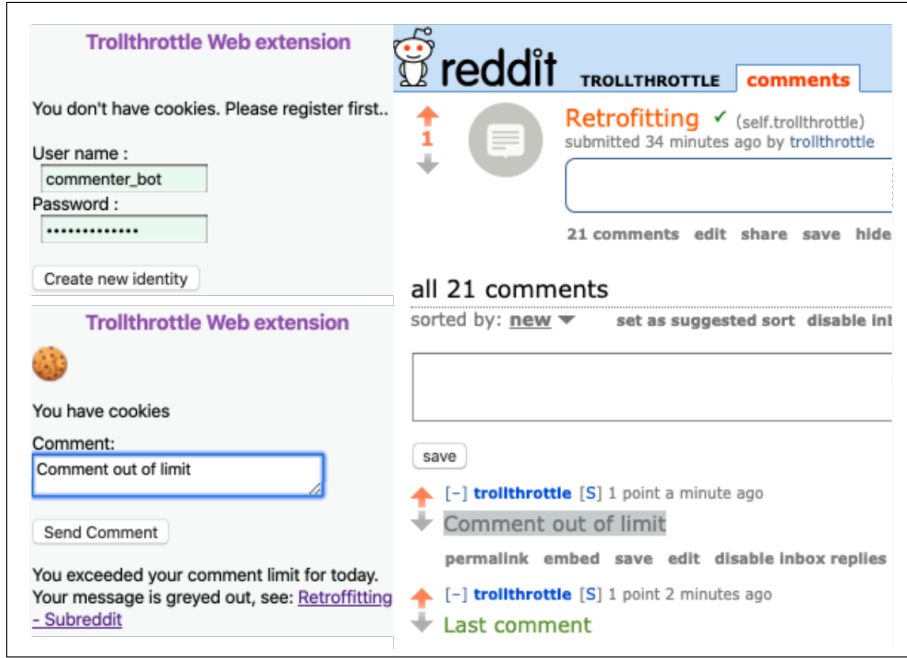 Trollthrottle Web extension
You don't have cookies. Please register first..
User name :
commenter_bot
Password :
•••••••••••••
Create new identity
Trollthrottle Web extension
You have cookies
Comment:
Comment out of limit
Send Comment
You exceeded your comment limit for today.
Your message is greyed out, see: Retroffitting
- Subreddit
reddit TROLLTHROTTLE comments
Retrofitting ✓ (self.trollthrottle)
1
submitted 34 minutes ago by trollthrottle
21 comments edit share save hide
all 21 comments
sorted by: new set as suggested sort disable inb
save
[–] trollthrottle [S] 1 point a minute ago
Comment out of limit
permalink embed save edit disable inbox replies
[–] trollthrottle [S] 1 point 2 minutes ago
Last comment